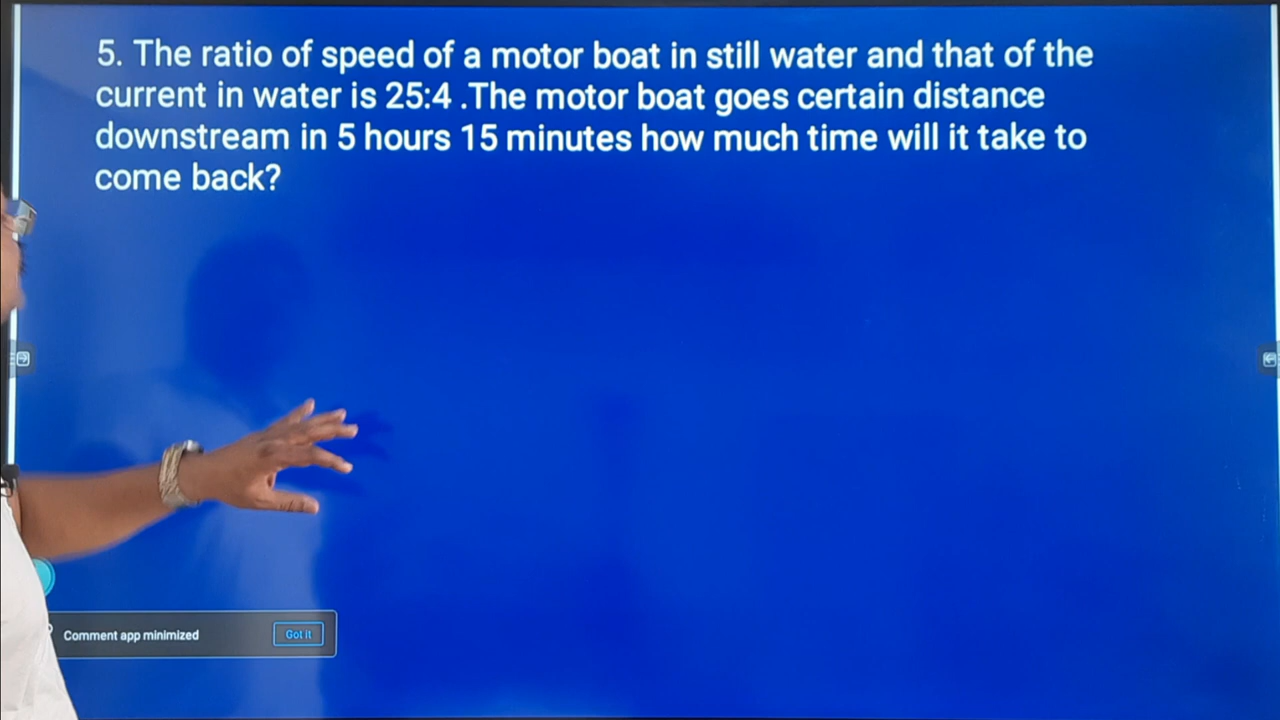 5. The ratio of speed of a motor boat in still water and that of the
current in water is 25:4 .The motor boat goes certain distance
downstream in 5 hours 15 minutes how much time will it take to
come back?
Comment app minimized
Got it